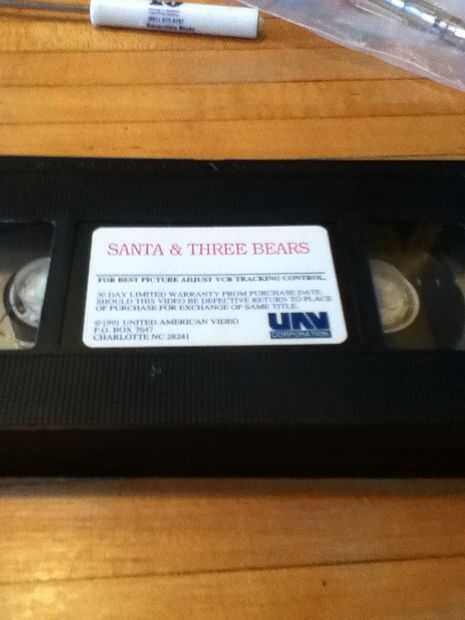 SANTA & THREE BEARS
FOR BEST PICTURE ADJUST VCR TRACKING CONTROL.
30 DAY LIMITED WARRANTY FROM PURCHASE DATE.
SHOULD THIS VIDEO BE DEFECTIVE RETURN TO PLACE
OF PURCHASE FOR EXCHANGE OF SAME TITLE.
©1991 UNITED AMERICAN VIDEO
P.O. BOX 7647
CHARLOTTE NC 28241
UAV
CORPORATION